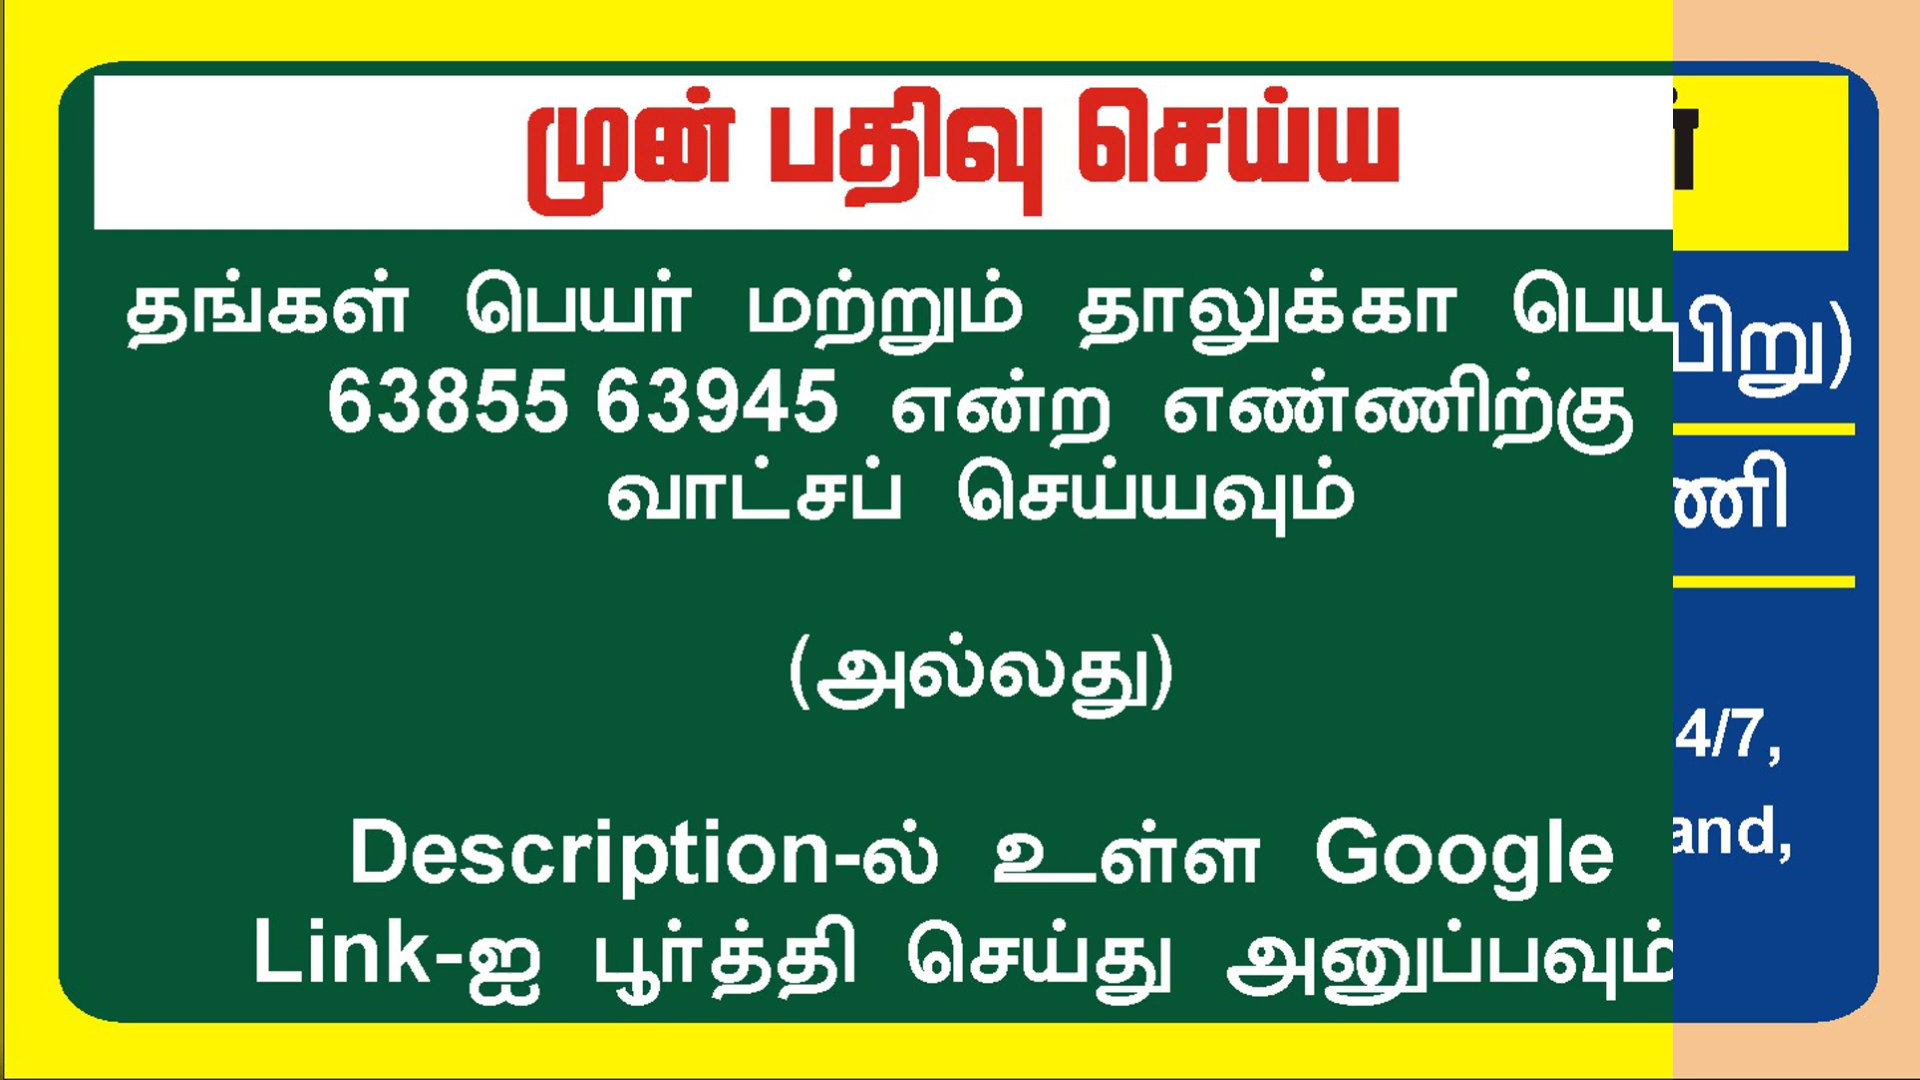 முன் பதிவு செய்ய
தங்கள் பெயர் மற்றும் தாலுக்கா
63855 63945 என்ற எண்ணிற்கு
வாட்சப் செய்யவும்
(அல்லது)
Description-ல் உள்ள Google
Link-ஐ பூர்த்தி செய்து அனுப்பவும்
4/7,